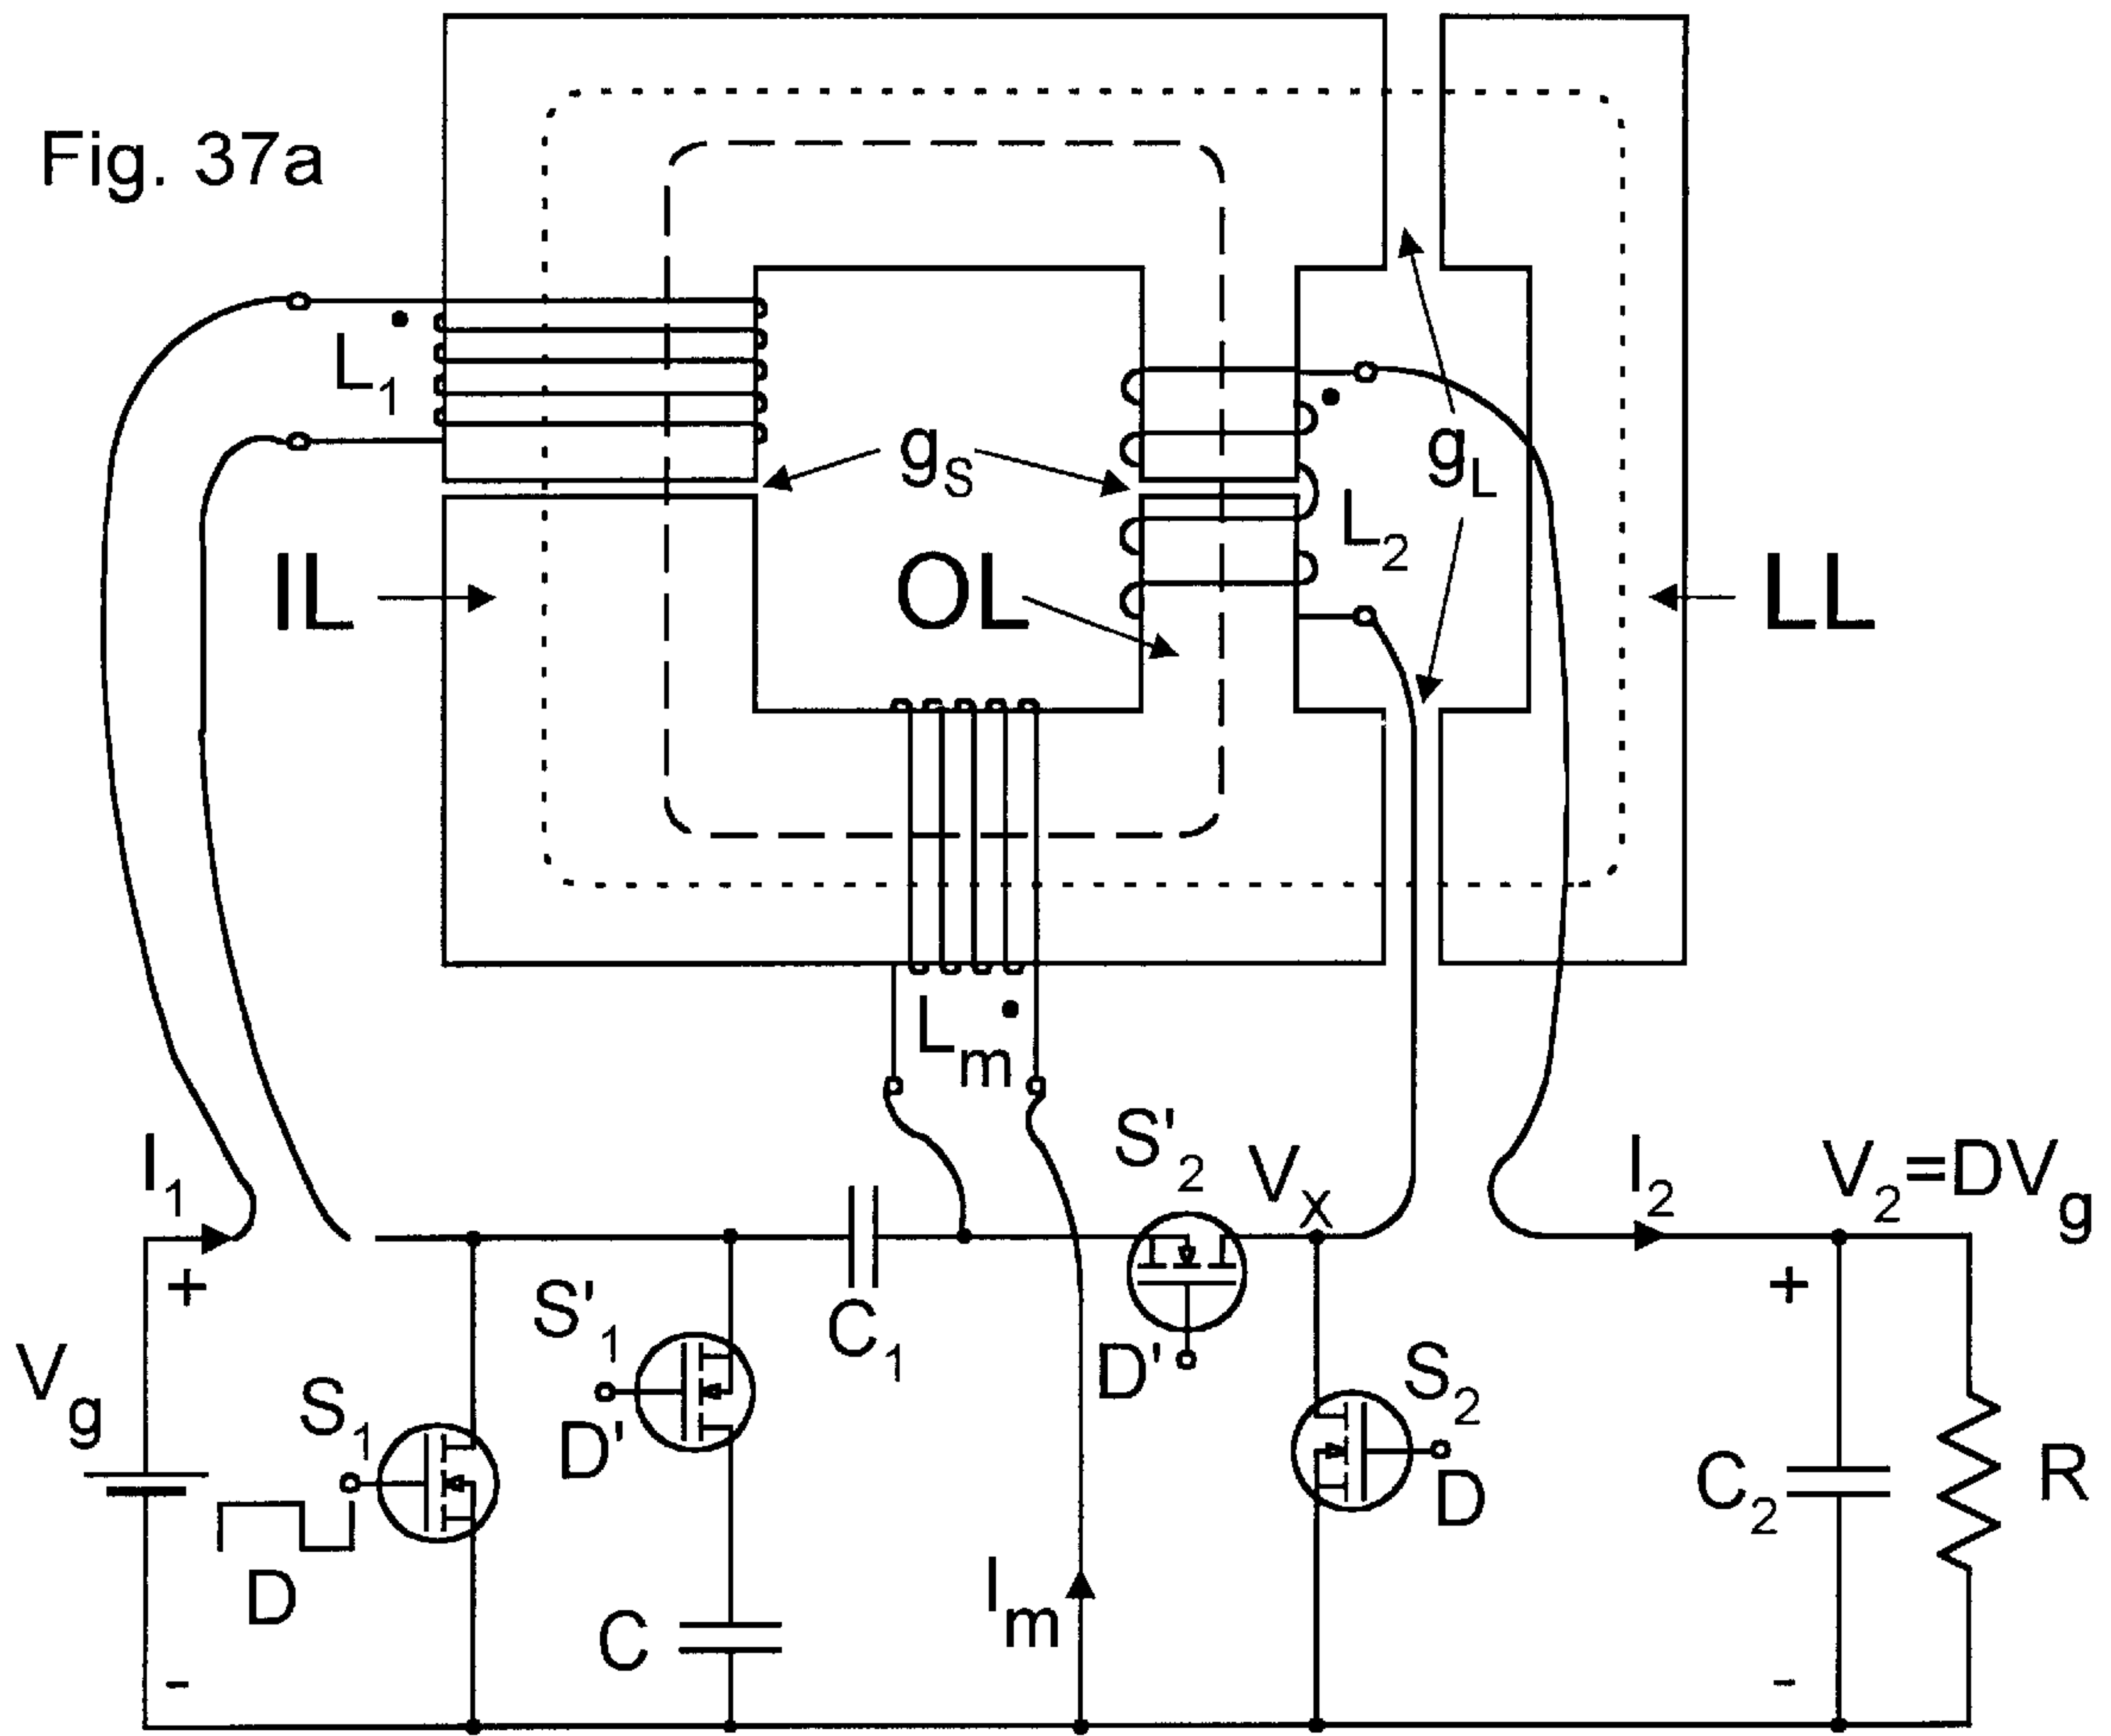 Fig. 37a
L1
gS
gL
L2
IL
OL
LL
Lm
I1
S'2
VX
I2
V2=DVg
+
+
S'1
C1
D'
Vg
S1
D'
S2
D
C2
R
D
C
Im
-
-